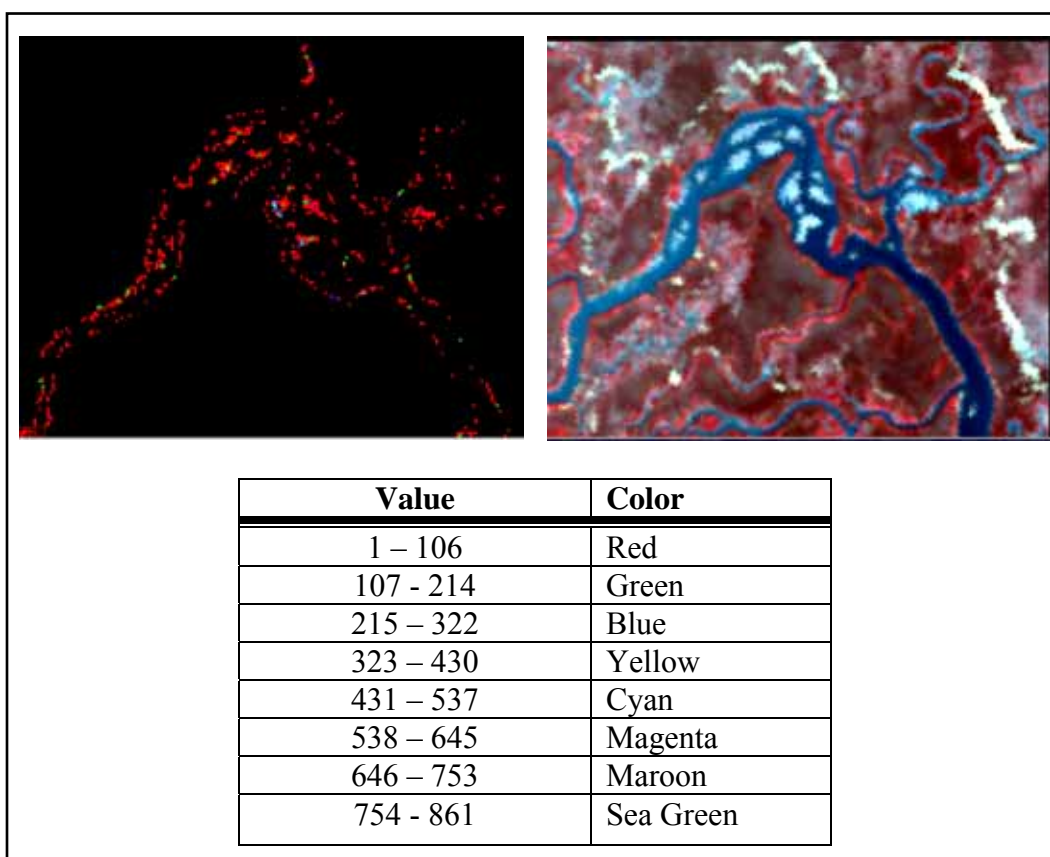 Value Color
1 – 106 Red
107 - 214 Green
215 – 322 Blue
323 – 430 Yellow
431 – 537 Cyan
538 – 645 Magenta
646 – 753 Maroon
754 - 861 Sea Green